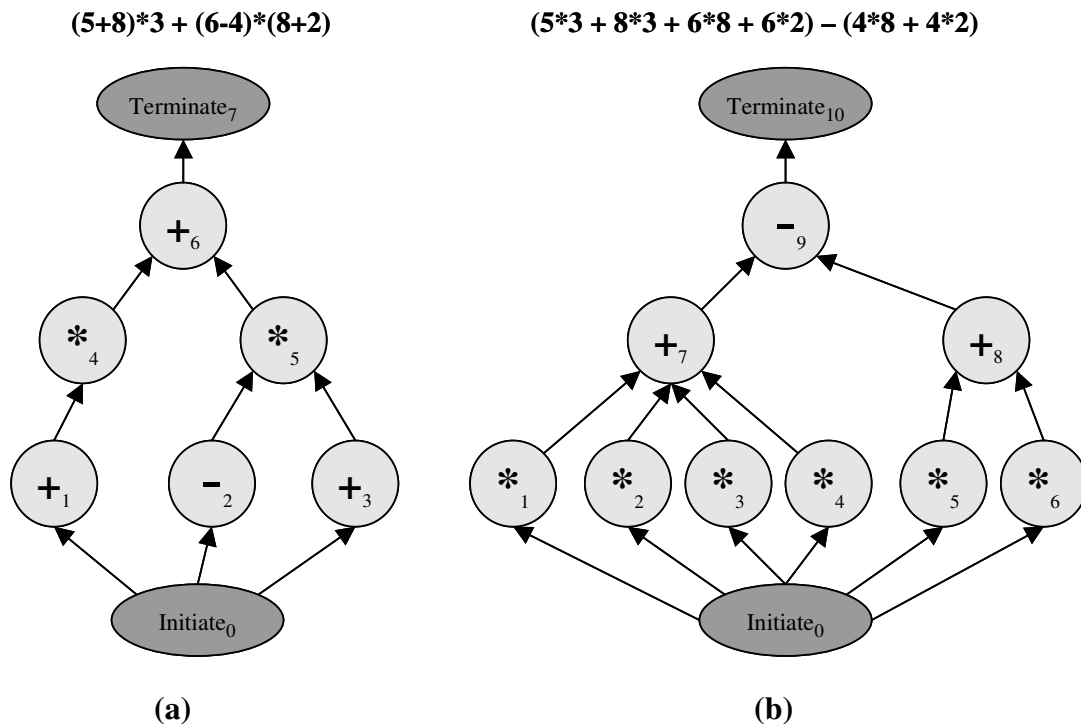 (5+8)*3 + (6-4)*(8+2)
Terminate7
+6
*4
*5
+1
-2
+3
Initiate0
(a)
(5*3 + 8*3 + 6*8 + 6*2) – (4*8 + 4*2)
Terminate10
-9
+7
+8
*1
*2
*3
*4
*5
*6
Initiate0
(b)